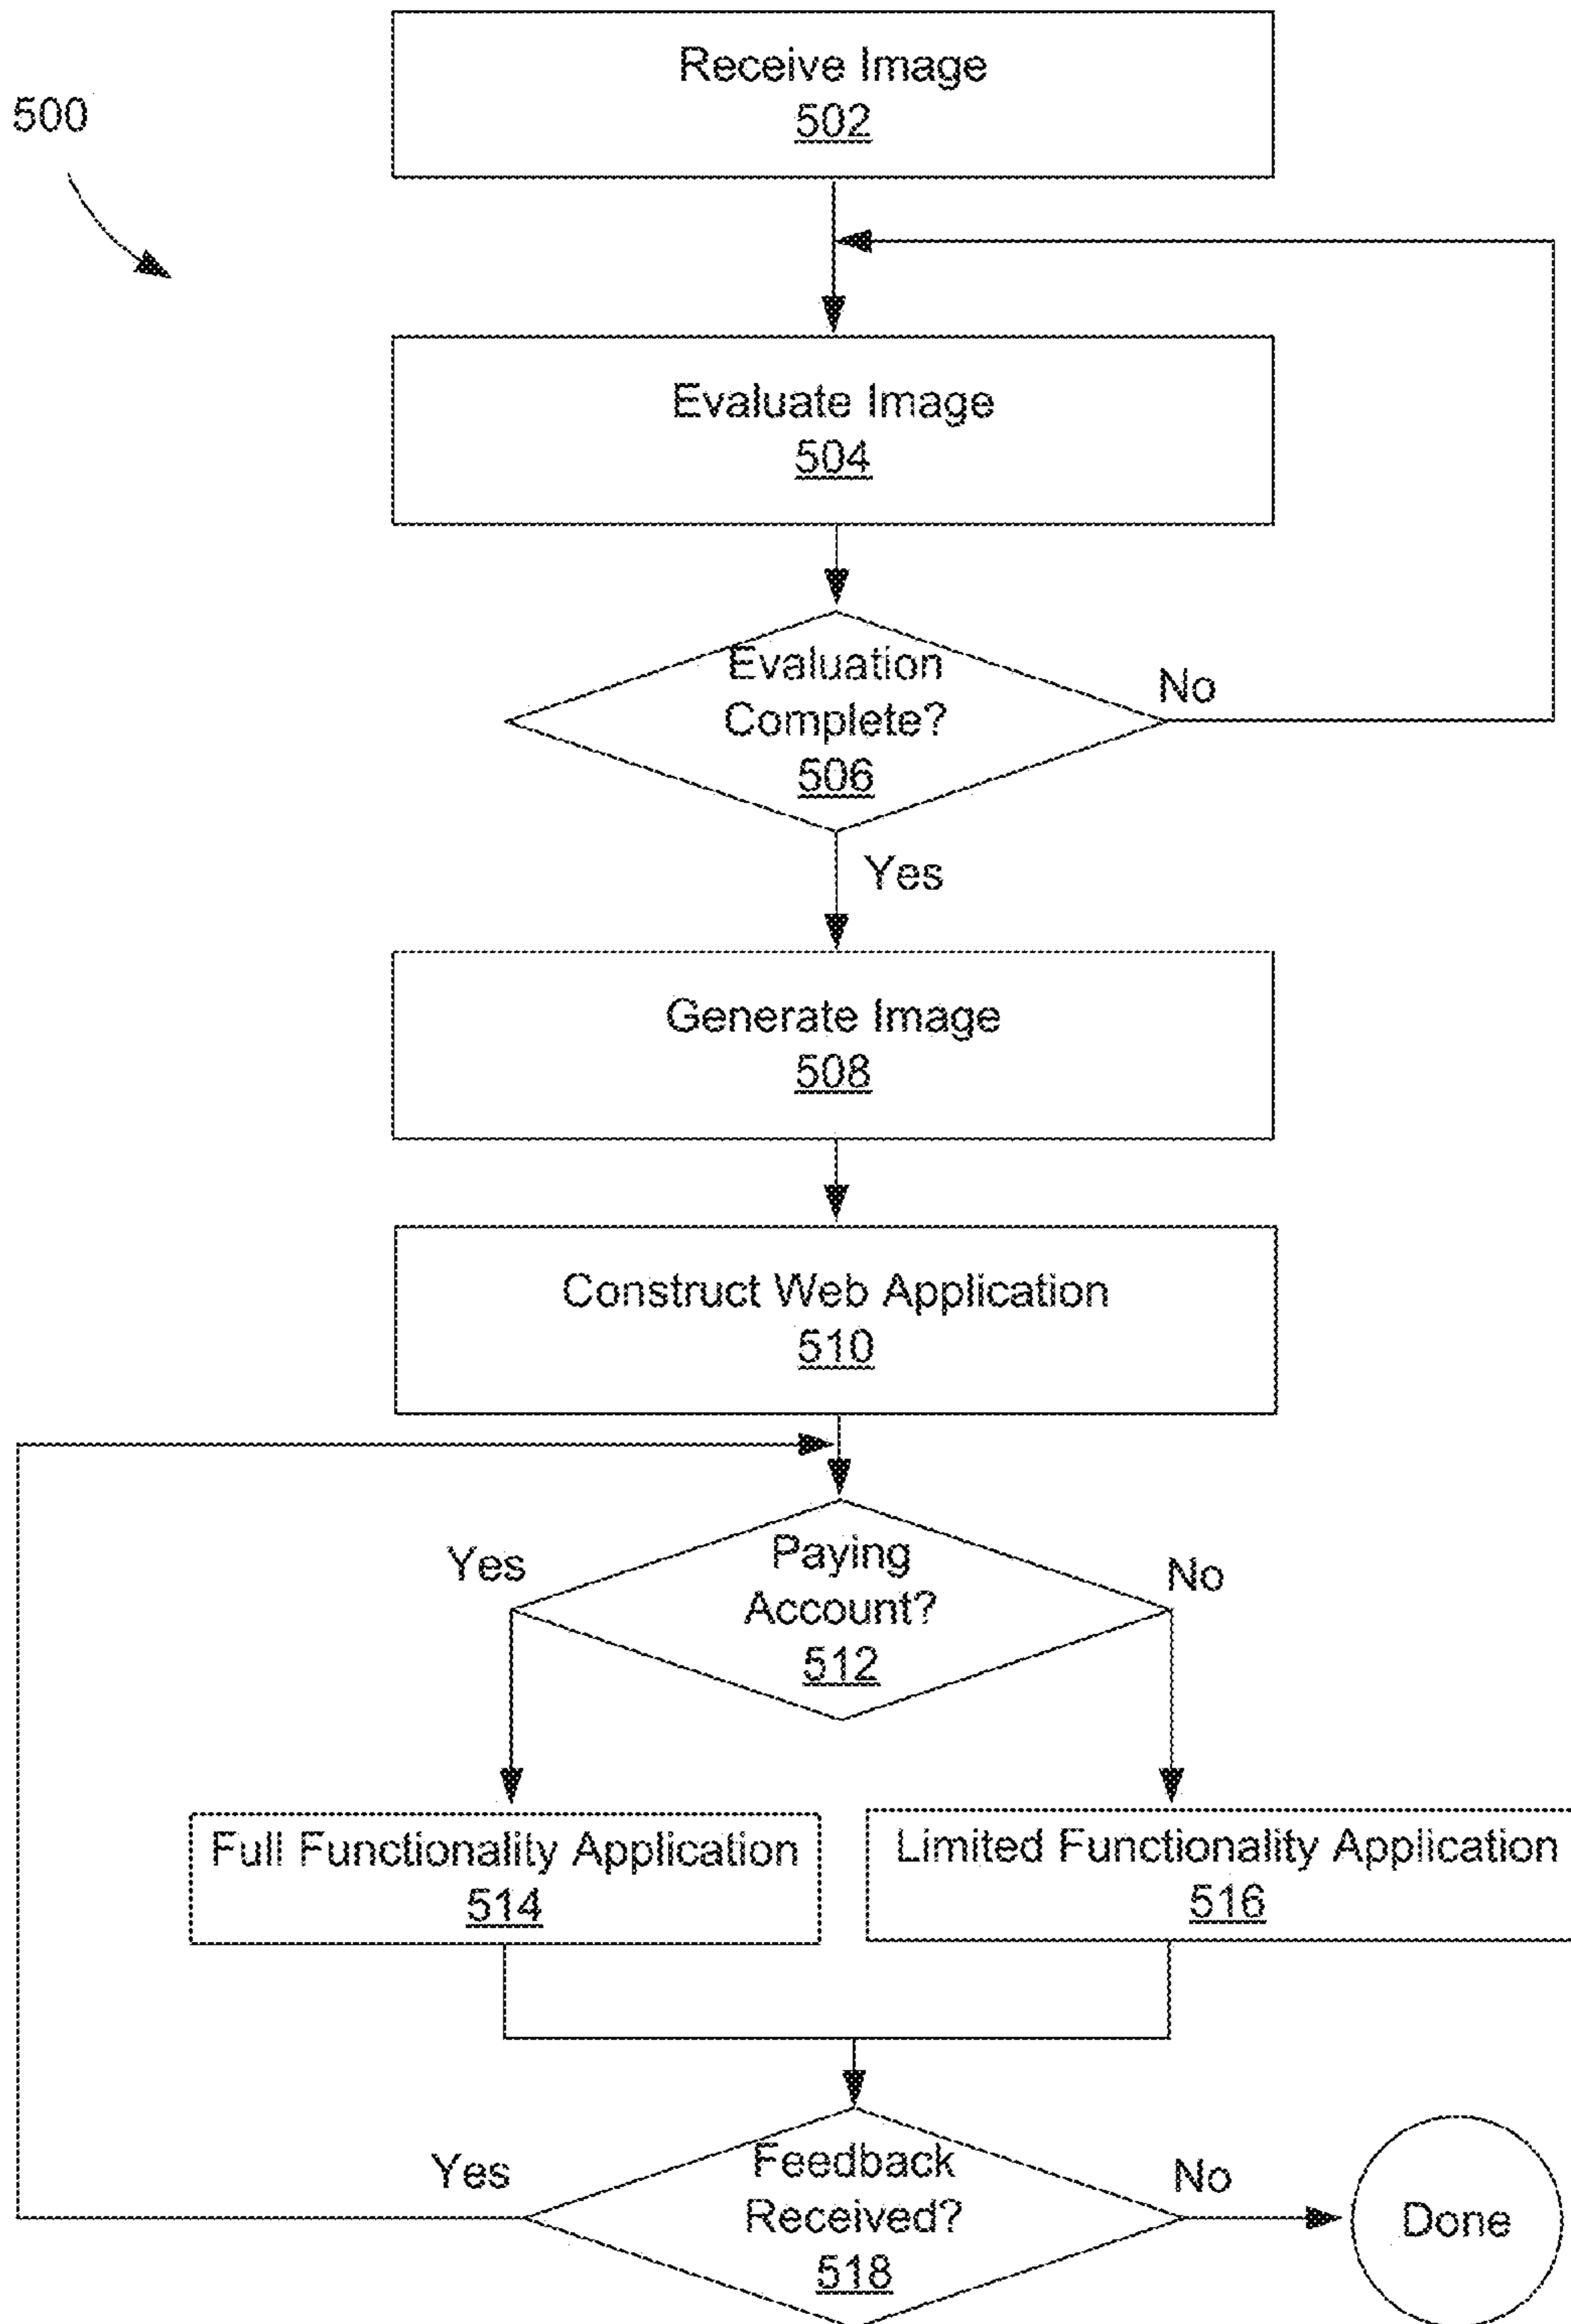 500
Receive Image
502
Evaluate Image
504
Evaluation
Complete?
506
No
Yes
Generate Image
508
Construct Web Application
510
Paying
Account?
512
Yes
No
Full Functionality Application
514
Limited Functionality Application
516
Feedback
Received?
518
Yes
No
Done